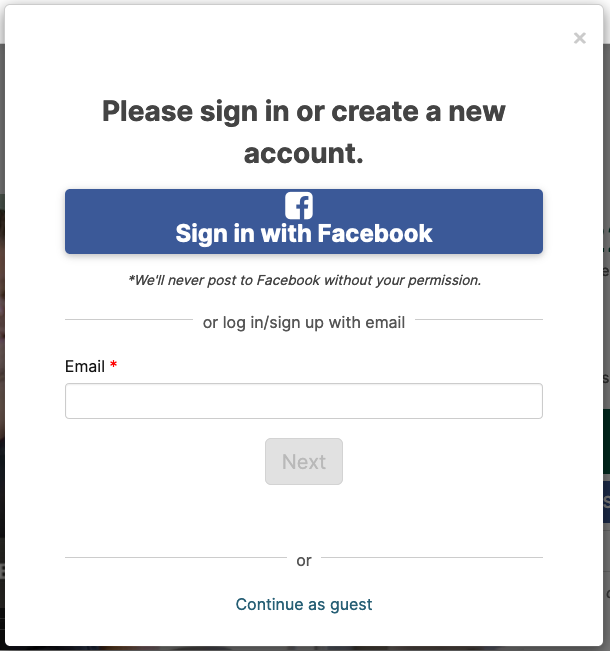 ×
Please sign in or create a new
account.
Sign in with Facebook
*We'll never post to Facebook without your permission.
or log in/sign up with email
Email *
Next
or
Continue as guest